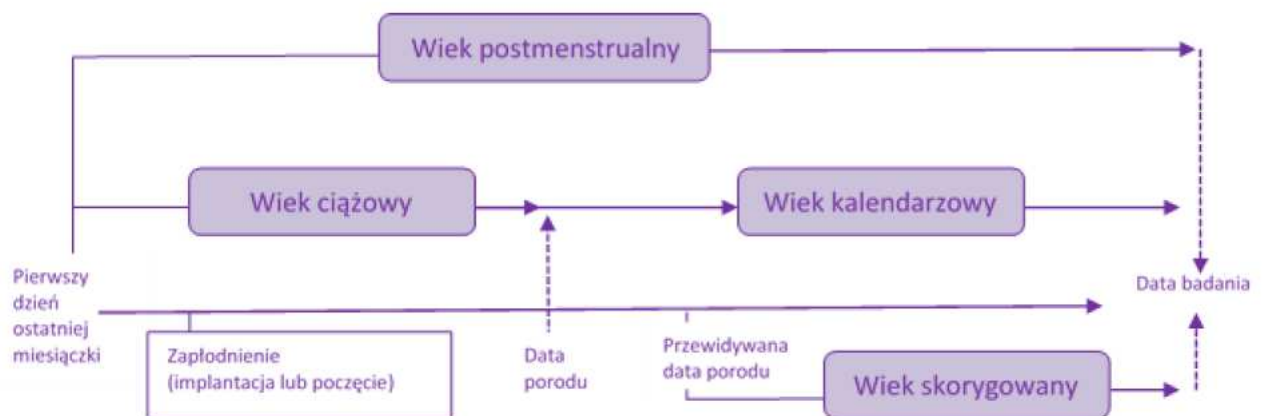 Wiek postmenstrualny
Wiek ciążowy
Wiek kalendarzowy
Pierwszy
dzień
ostatniej
miesiączki
Data badania
Zapłodnienie
(implantacja lub poczęcie)
Data
porodu
Przewidywana
data porodu
Wiek skorygowany